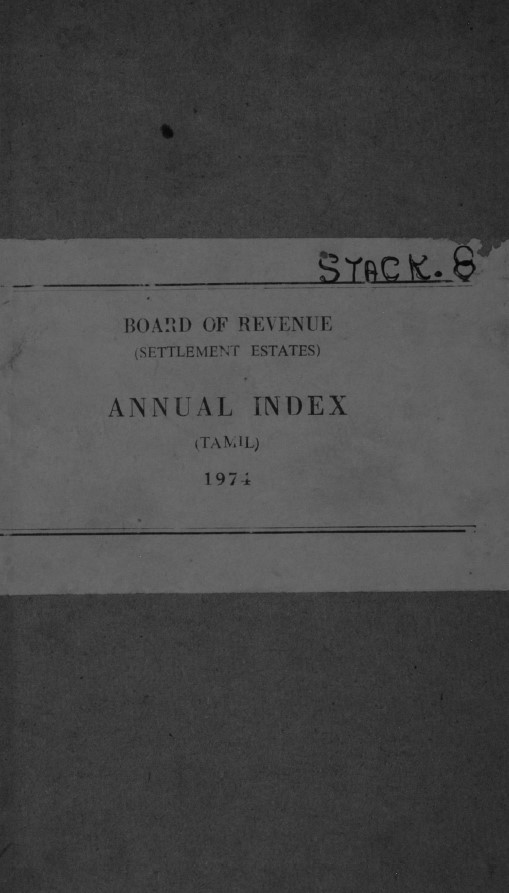 STACK. 8
BOARD OF REVENUE
(SETTLEMENT ESTATES)
ANNUAL INDEX
(TAMIL)
1974